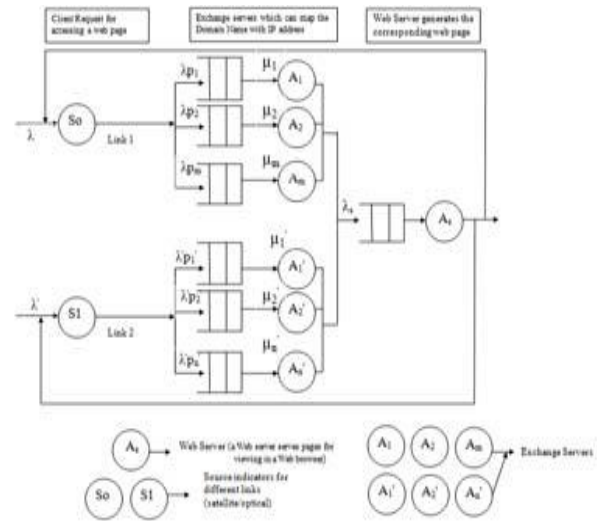 Client Request for
accessing a web page
Exchange servers which can map the
Domain Name with IP address
Web Server generates the
corresponding web page
λ
So
Link 1
λp₁
λp₂
λpₘ
μ₁
μ₂
μₘ
A₁
A₂
Aₘ
λₛ
Aₛ
λ'
S1
Link 2
λ'p₁'
λ'p₂'
μ₁'
μ₂'
μₙ'
A₁'
A₂'
Aₙ'
Aₛ
Web Server (a Web server serves pages for
viewing in a Web browser)
So
S1
Source indicators for
different links
(satellite/optical)
A₁
A₂
Aₘ
A₁'
A₂'
Aₙ'
Exchange Servers